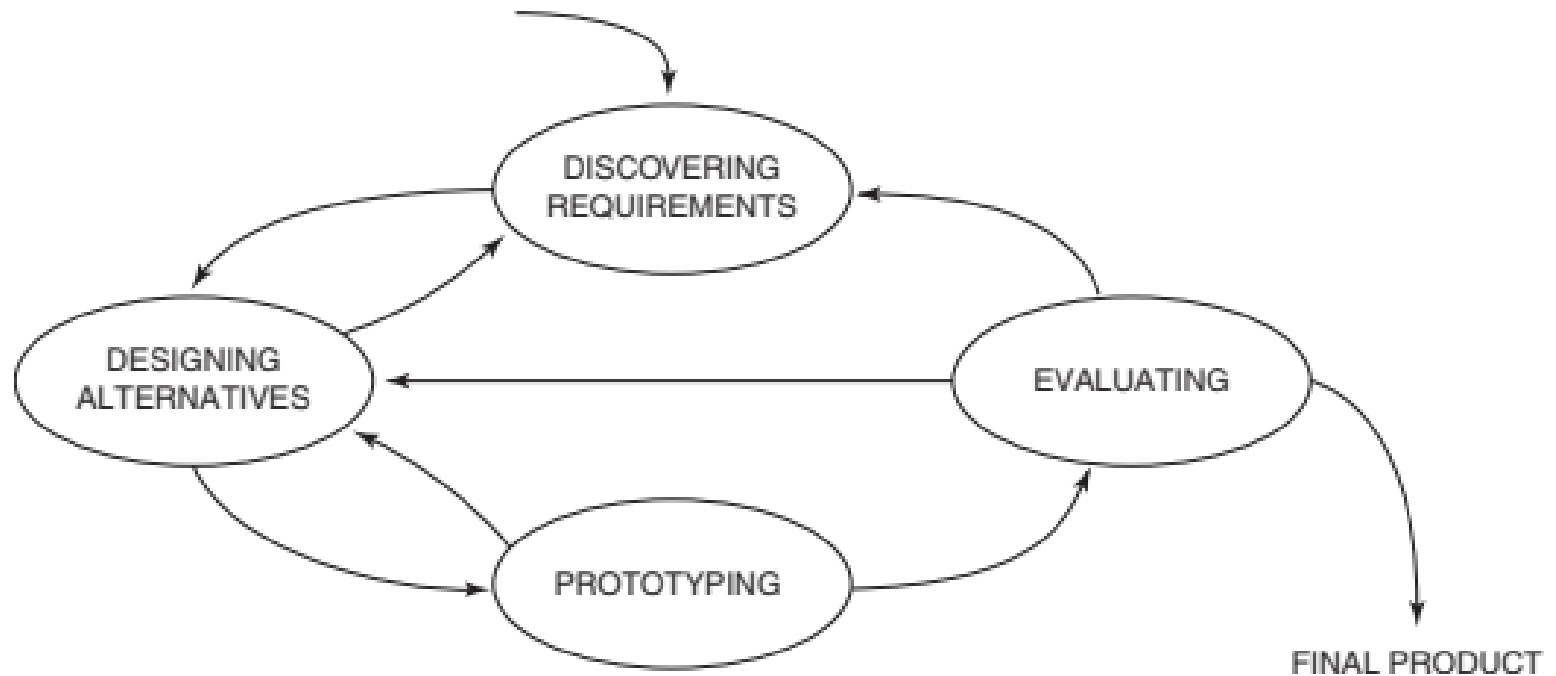 DISCOVERING
REQUIREMENTS
DESIGNING
ALTERNATIVES
EVALUATING
PROTOTYPING
FINAL PRODUCT